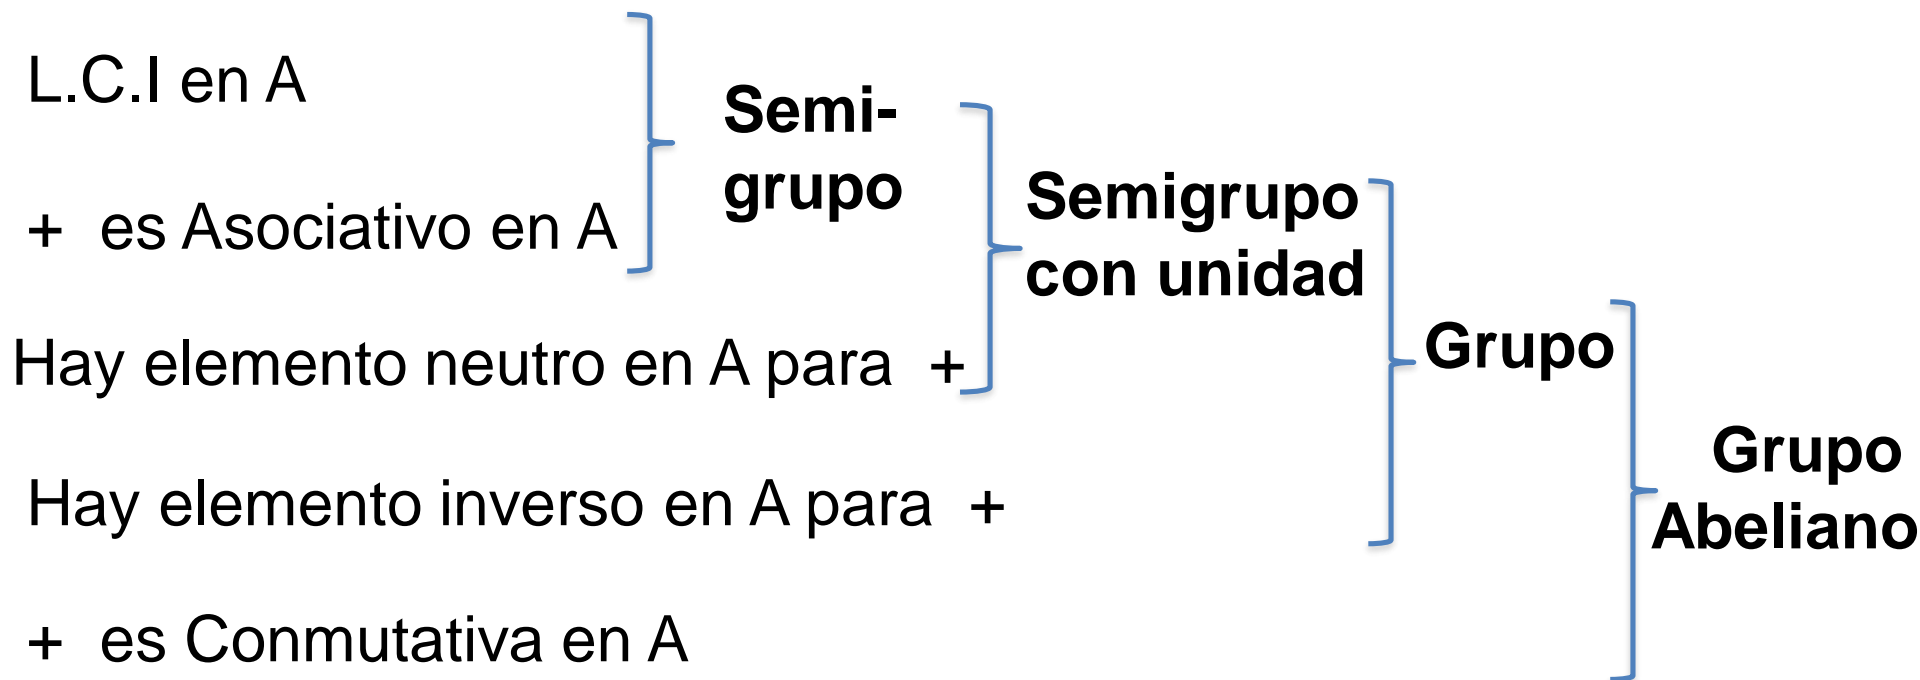 L.C.I en A
+ es Asociativo en A
Hay elemento neutro en A para +
Hay elemento inverso en A para +
+ es Conmutativa en A
Semi-
grupo
Semigrupo
con unidad
Grupo
Grupo
Abeliano